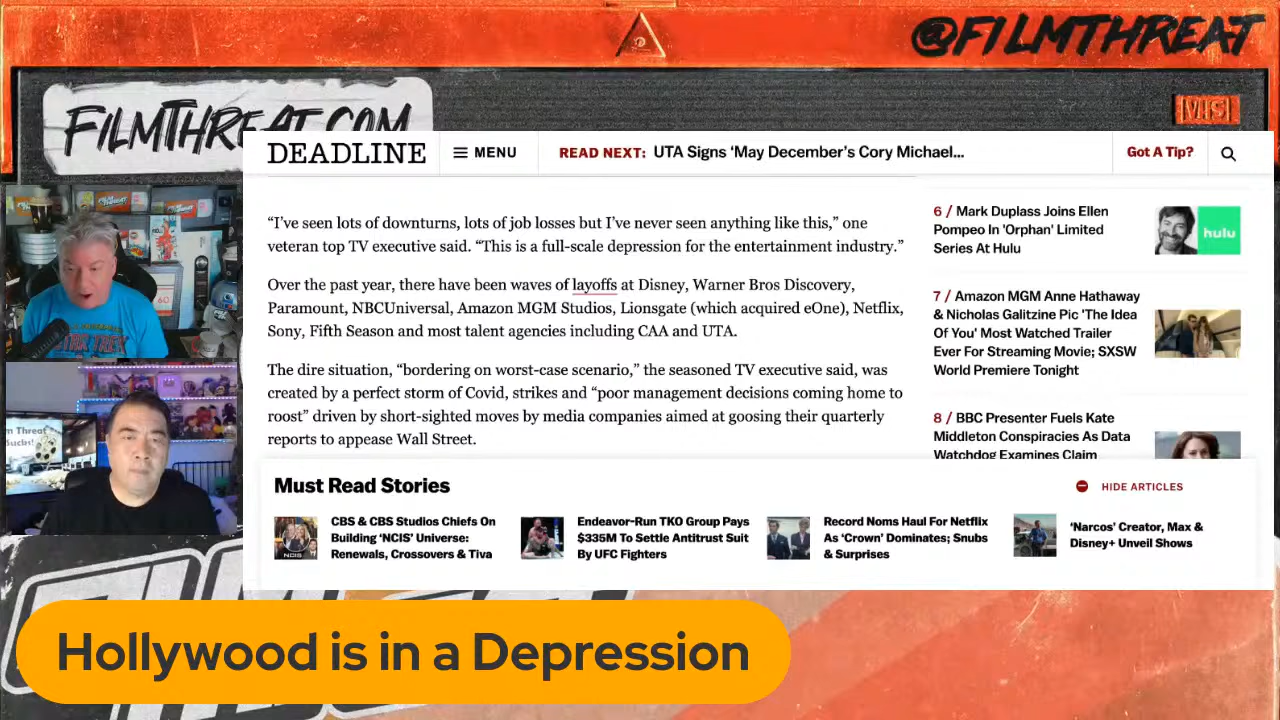 @FILMTHREAT
FILMTHREAT.COM
DEADLINE
MENU
READ NEXT: UTA Signs ‘May December’s Cory Michael...
Got A Tip?
“I’ve seen lots of downturns, lots of job losses but I’ve never seen anything like this,” one
veteran top TV executive said. “This is a full-scale depression for the entertainment industry.”
Over the past year, there have been waves of layoffs at Disney, Warner Bros Discovery,
Paramount, NBCUniversal, Amazon MGM Studios, Lionsgate (which acquired eOne), Netflix,
Sony, Fifth Season and most talent agencies including CAA and UTA.
The dire situation, “bordering on worst-case scenario,” the seasoned TV executive said, was
created by a perfect storm of Covid, strikes and “poor management decisions coming home to
roost” driven by short-sighted moves by media companies aimed at goosing their quarterly
reports to appease Wall Street.
6 / Mark Duplass Joins Ellen
Pompeo In 'Orphan' Limited
Series At Hulu
hulu
7 / Amazon MGM Anne Hathaway
& Nicholas Galitzine Pic 'The Idea
Of You' Most Watched Trailer
Ever For Streaming Movie; SXSW
World Premiere Tonight
8 / BBC Presenter Fuels Kate
Middleton Conspiracies As Data
Watchdog Examines Claim
STAR TREK
Threat
Sucks!
Must Read Stories
HIDE ARTICLES
NCIS
CBS & CBS Studios Chiefs On
Building ‘NCIS’ Universe:
Renewals, Crossovers & Tiva
Endeavor-Run TKO Group Pays
$335M To Settle Antitrust Suit
By UFC Fighters
Record Noms Haul For Netflix
As ‘Crown’ Dominates; Snubs
& Surprises
‘Narcos’ Creator, Max &
Disney+ Unveil Shows
Hollywood is in a Depression